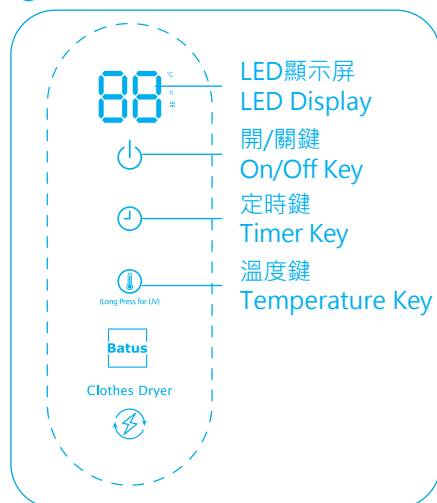 88
°C
h
LED顯示屏
LED Display
開/關鍵
On/Off Key
定時鍵
Timer Key
溫度鍵
Temperature Key
(Long Press for UV)
Batus
Clothes Dryer